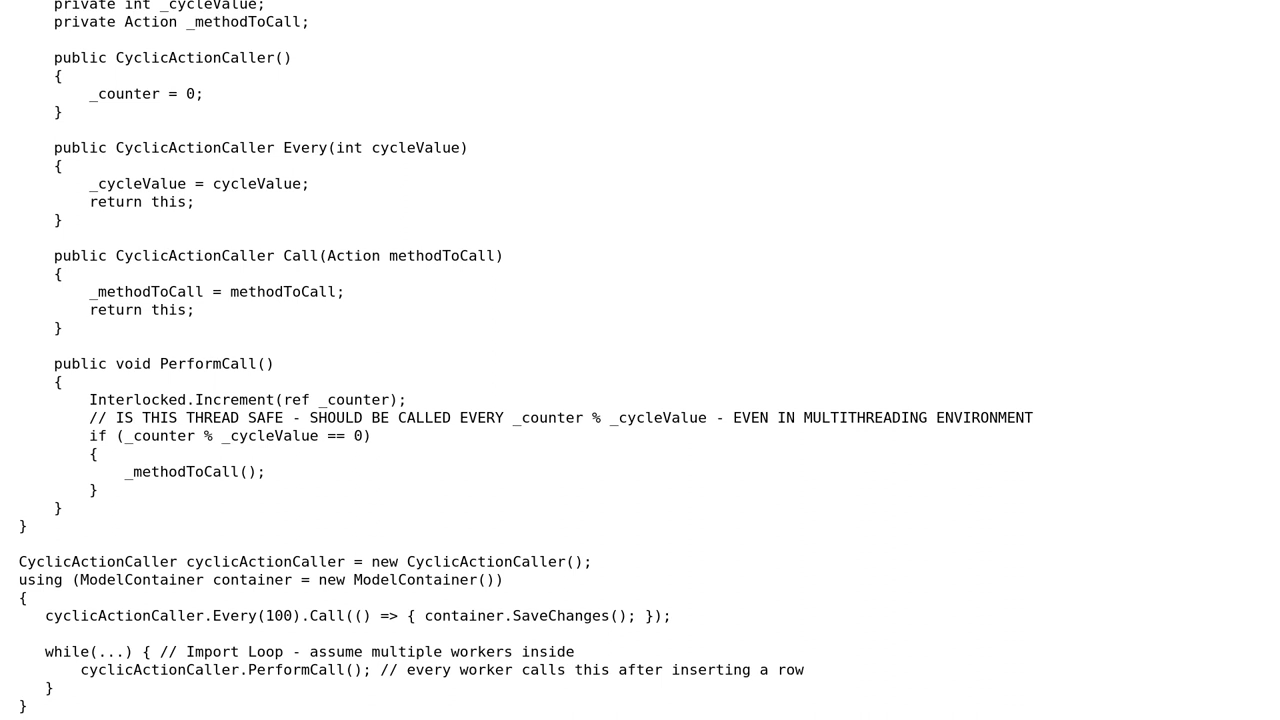 private int _cycleValue;
private Action _methodToCall;
public CyclicActionCaller()
{
_counter = 0;
}
public CyclicActionCaller Every(int cycleValue)
{
_cycleValue = cycleValue;
return this;
}
public CyclicActionCaller Call(Action methodToCall)
{
_methodToCall = methodToCall;
return this;
}
public void PerformCall()
{
Interlocked.Increment(ref _counter);
// IS THIS THREAD SAFE - SHOULD BE CALLED EVERY _counter % _cycleValue - EVEN IN MULTITHREADING ENVIRONMENT
if (_counter % _cycleValue == 0)
{
_methodToCall();
}
}
}
CyclicActionCaller cyclicActionCaller = new CyclicActionCaller();
using (ModelContainer container = new ModelContainer())
{
cyclicActionCaller.Every(100).Call(() => { container.SaveChanges(); });
while(...) { // Import Loop - assume multiple workers inside
cyclicActionCaller.PerformCall(); // every worker calls this after inserting a row
}
}